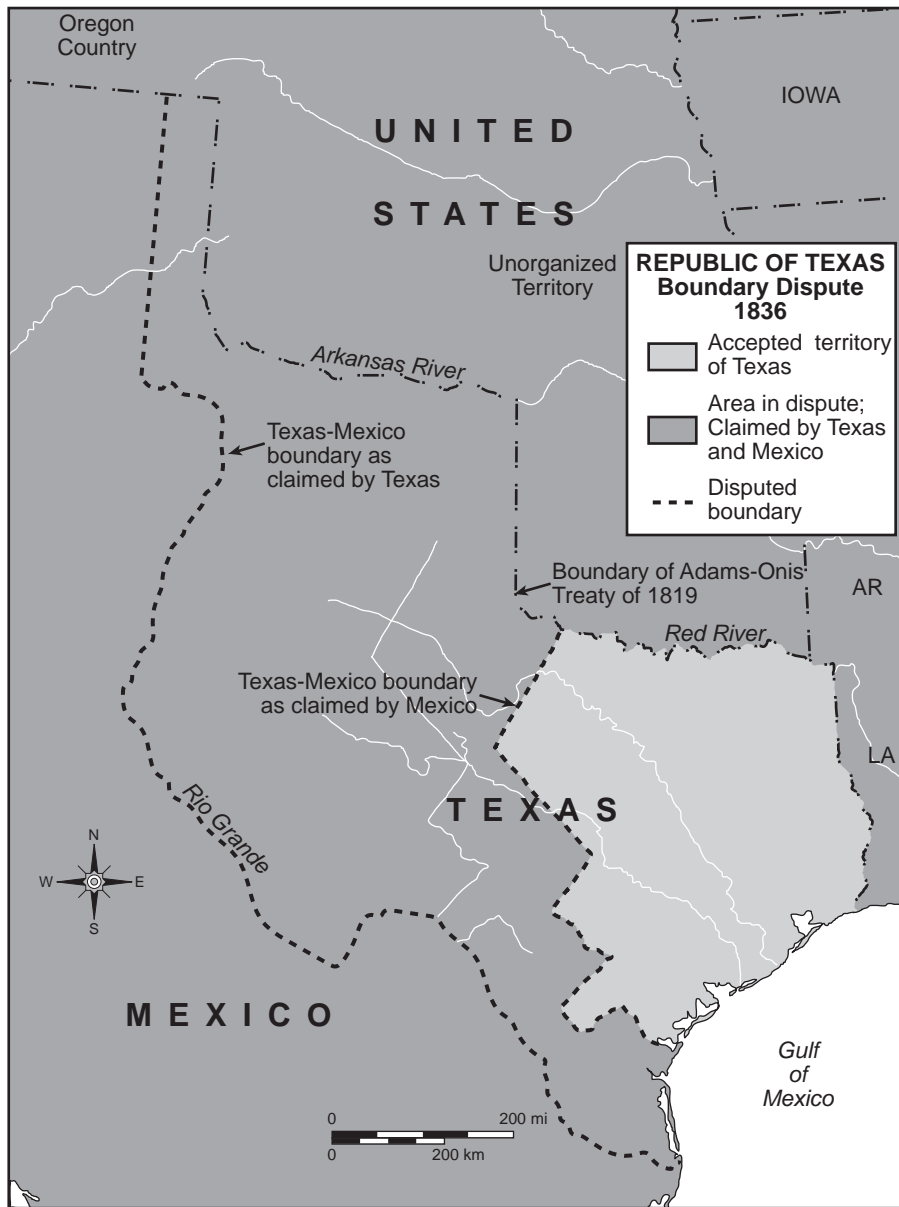 Oregon
Country
IOWA
U N I T E D
S T A T E S
Unorganized
Territory
REPUBLIC OF TEXAS
Boundary Dispute
1836
Accepted territory
of Texas
Area in dispute;
Claimed by Texas
and Mexico
Disputed
boundary
Arkansas River
Texas-Mexico
boundary as
claimed by Texas
Boundary of Adams-Onis
Treaty of 1819
AR
Red River
Texas-Mexico boundary
as claimed by Mexico
LA
T E X A S
Rio Grande
N
W E
S
M E X I C O
Gulf
of
Mexico
0 200 mi
0 200 km